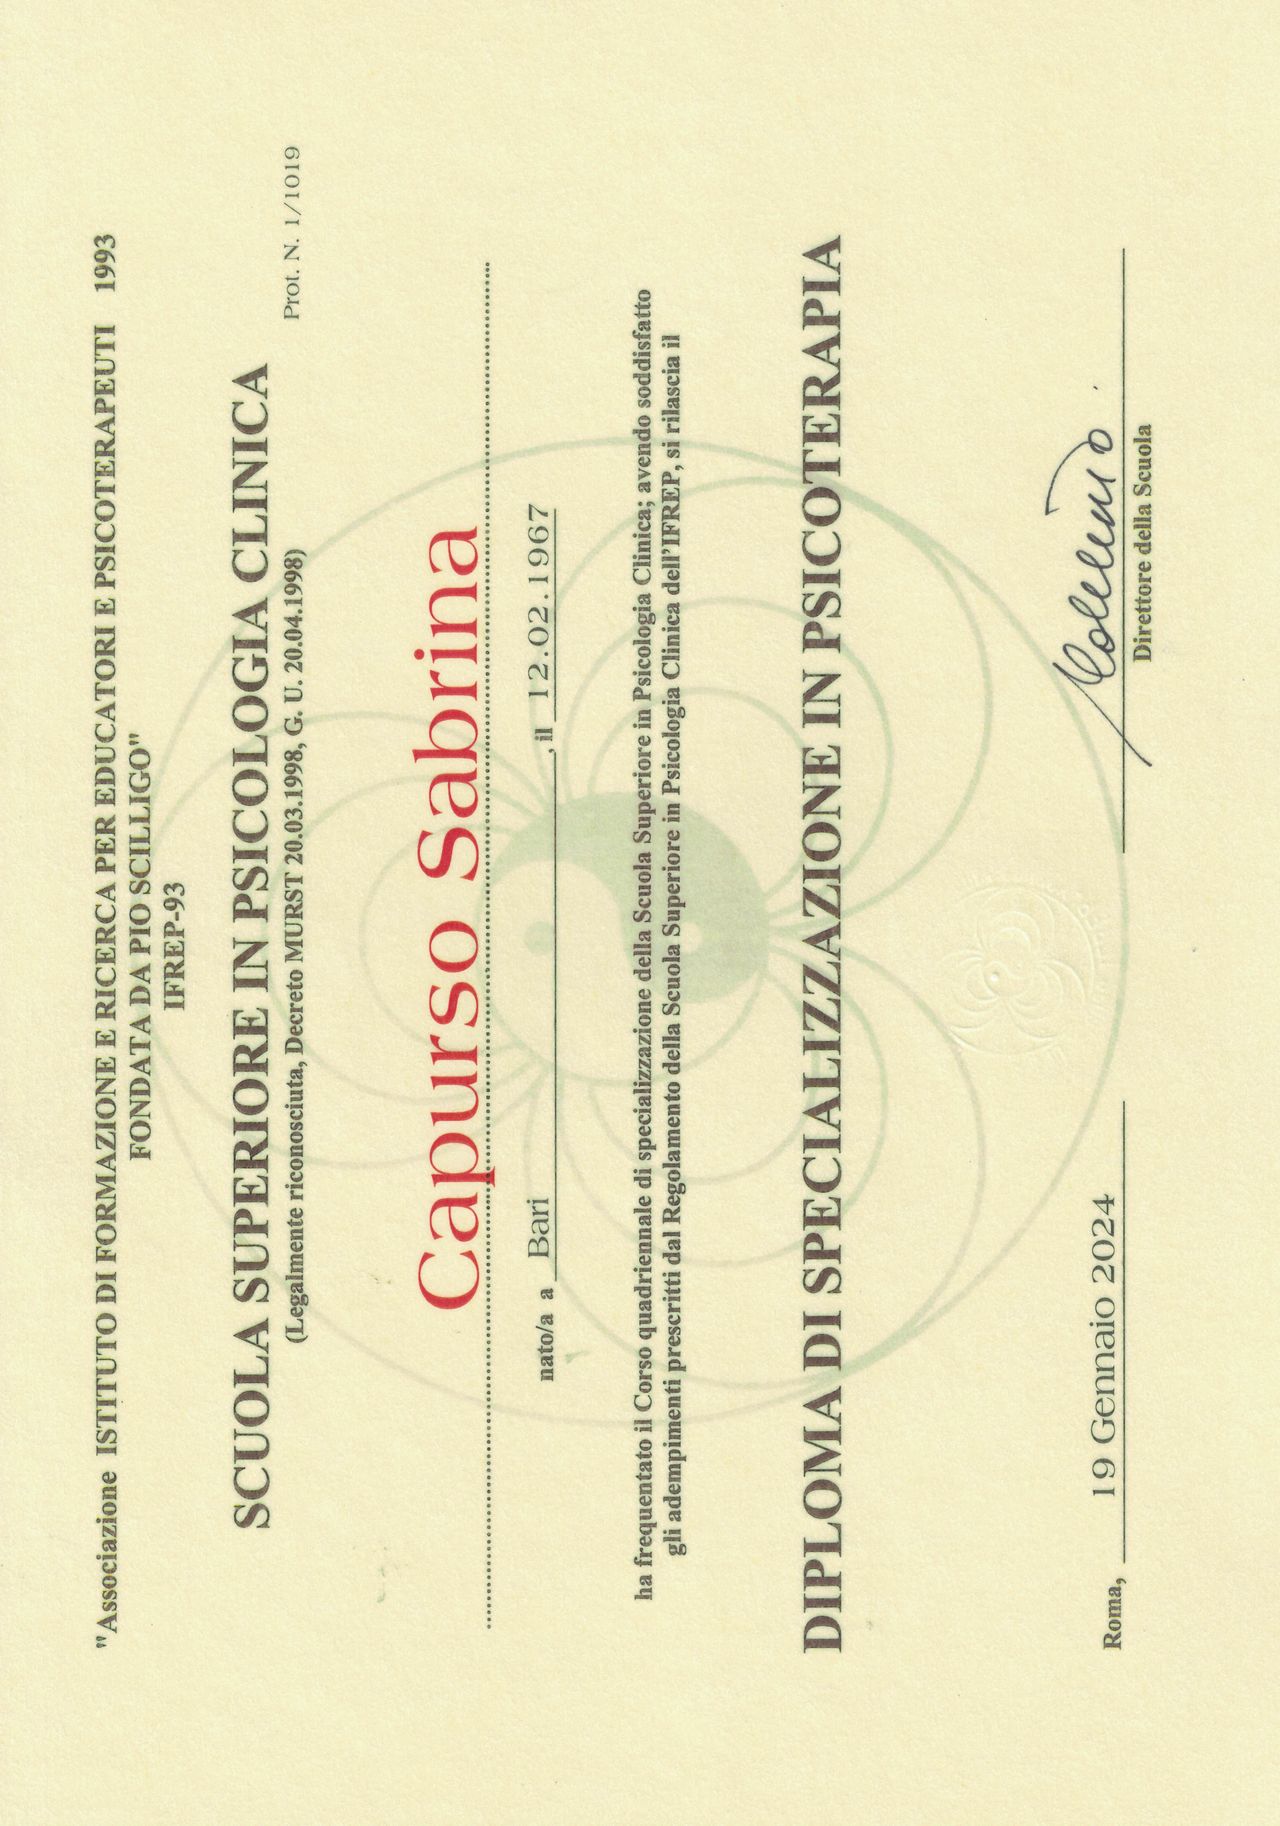 "Associazione ISTITUTO DI FORMAZIONE E RICERCA PER EDUCATORI E PSICOTERAPEUTI 1993
FONDATA DA PIO SCILLIGO"
IFREP-93
SCUOLA SUPERIORE IN PSICOLOGIA CLINICA
(Legalmente riconosciuta, Decreto MURST 20.03.1998, G. U. 20.04.1998)
Prot. N. 1/1019
Capurso Sabrina
nato/a a Bari , il 12.02.1967
ha frequentato il Corso quadriennale di specializzazione della Scuola Superiore in Psicologia Clinica; avendo soddisfatto
gli adempimenti prescritti dal Regolamento della Scuola Superiore in Psicologia Clinica dell'IFREP, si rilascia il
DIPLOMA DI SPECIALIZZAZIONE IN PSICOTERAPIA
Roma, 19 Gennaio 2024
Direttore della Scuola